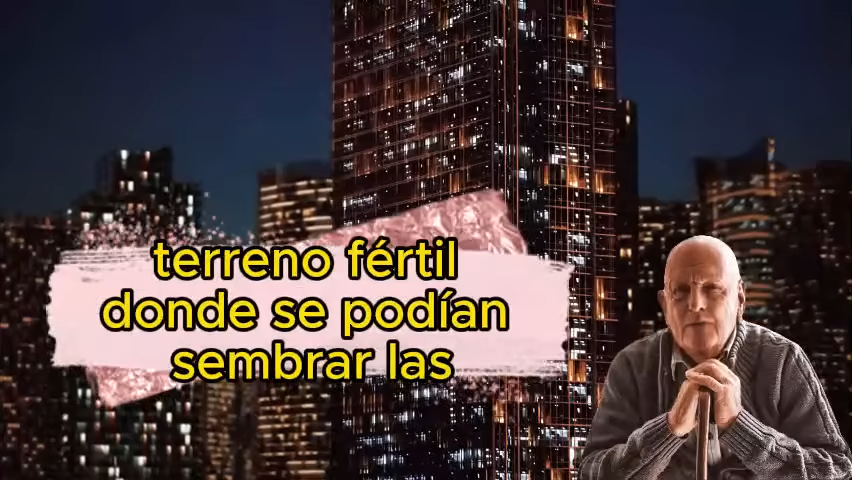 terreno fértil
donde se podían
sembrar las